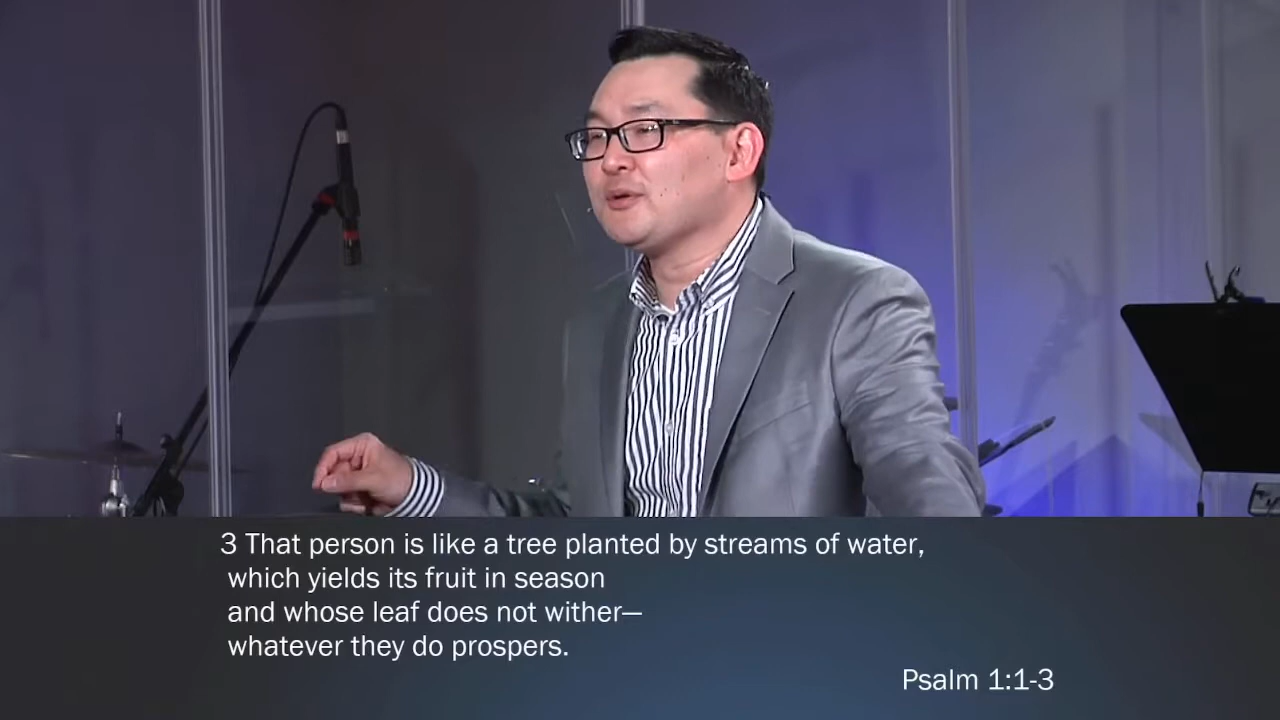 3 That person is like a tree planted by streams of water,
which yields its fruit in season
and whose leaf does not wither—
whatever they do prospers.
Psalm 1:1-3